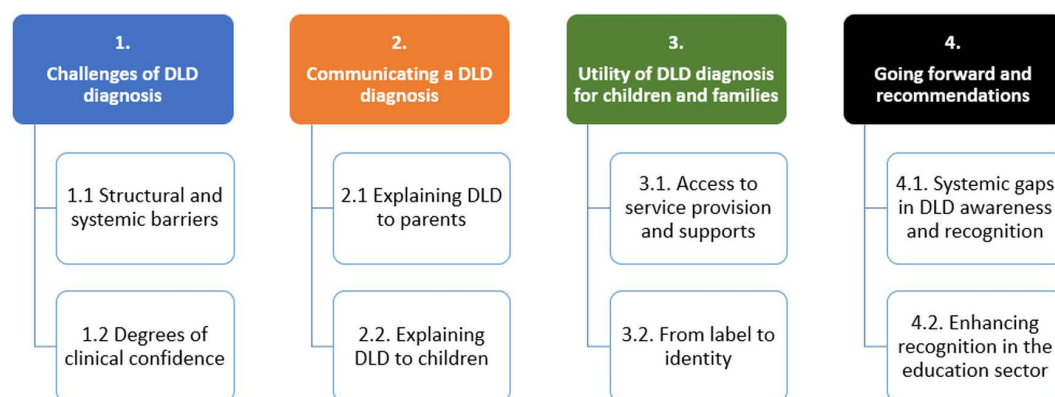 1.
Challenges of DLD
diagnosis
1.1 Structural and
systemic barriers
1.2 Degrees of
clinical confidence
2.
Communicating a DLD
diagnosis
2.1 Explaining DLD
to parents
2.2. Explaining
DLD to children
3.
Utility of DLD diagnosis
for children and families
3.1. Access to
service provision
and supports
3.2. From label to
identity
4.
Going forward and
recommendations
4.1. Systemic gaps
in DLD awareness
and recognition
4.2. Enhancing
recognition in the
education sector